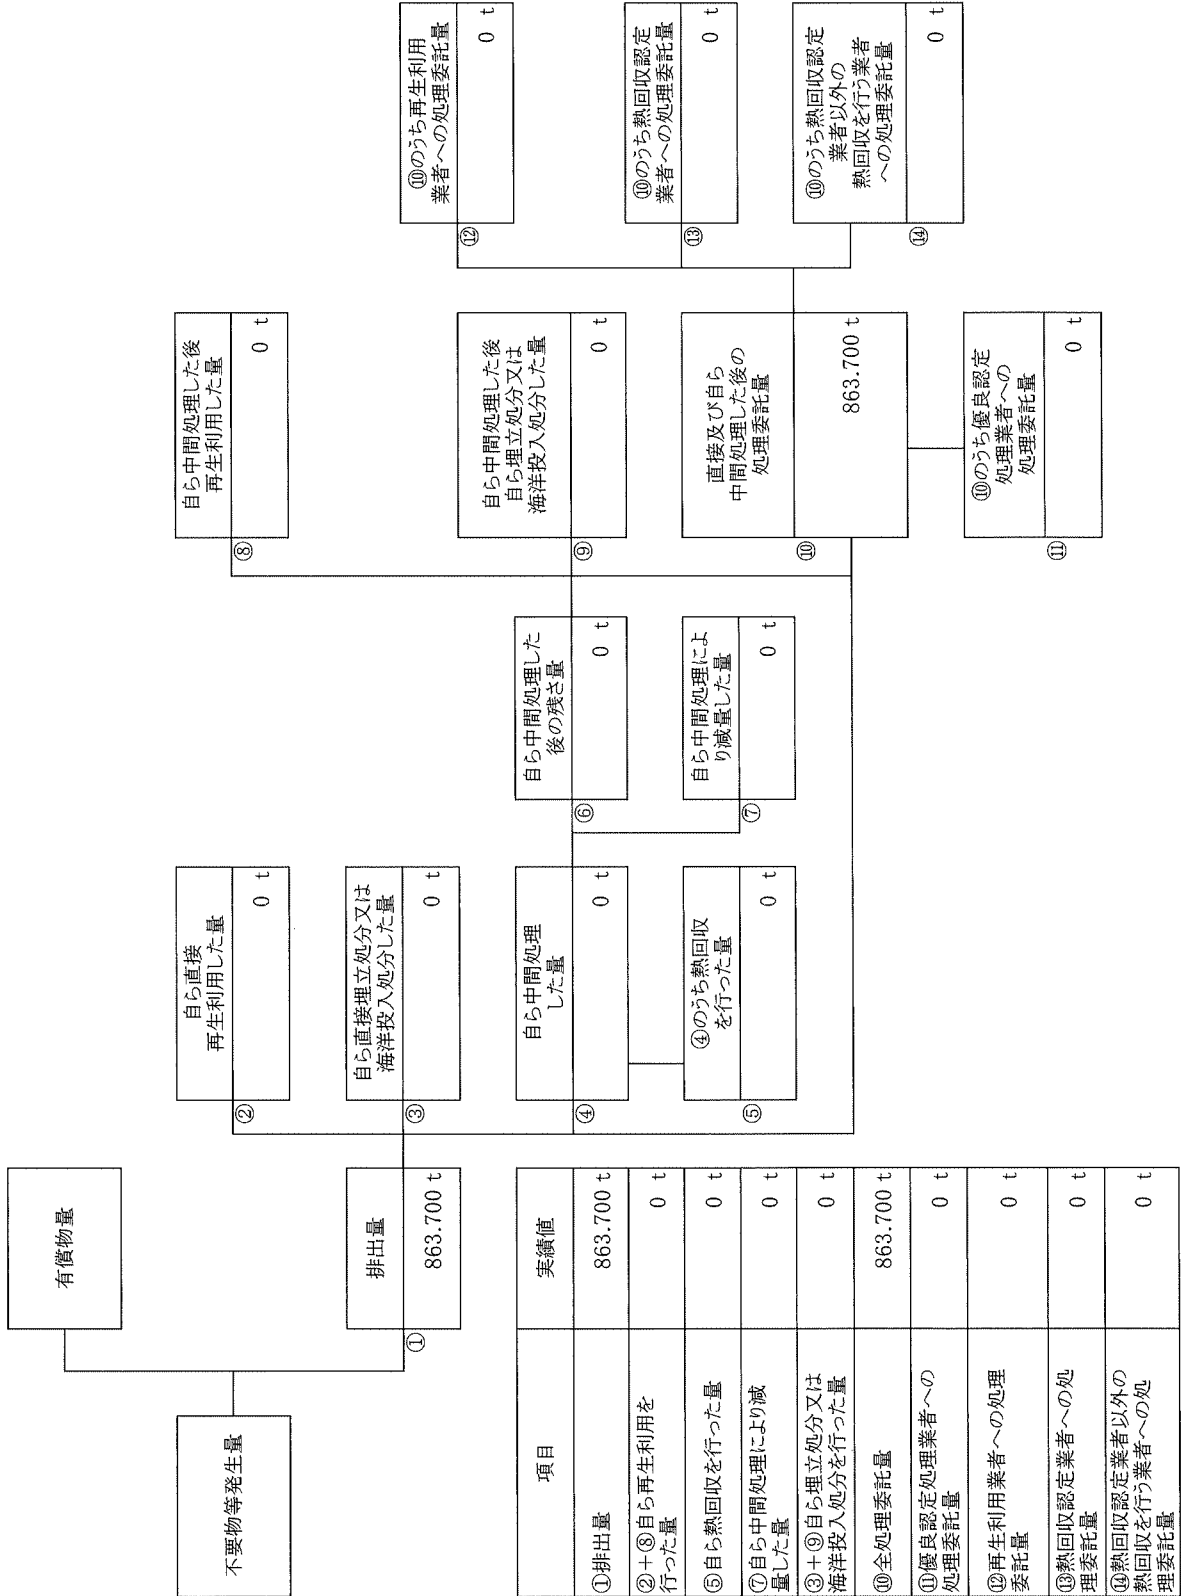 不要物等発生量
有償物量
排出量
①
863.700 t
自ら直接
再生利用した量
②
0 t
自ら直接埋立処分又は
海洋投入処分した量
③
0 t
自ら中間処理
した量
④
0 t
④のうち熱回収
を行った量
⑤
0 t
自ら中間処理した
後の残さ量
⑥
0 t
自ら中間処理によ
り減量した量
⑦
0 t
自ら中間処理した後
再生利用した量
⑧
0 t
自ら中間処理した後
自ら埋立処分又は
海洋投入処分した量
⑨
0 t
直接及び自ら
中間処理した後の
処理委託量
⑩
863.700 t
⑩のうち優良認定
処理業者への
処理委託量
⑪
0 t
⑩のうち再生利用
業者への処理委託量
⑫
0 t
⑩のうち熱回収認定
業者への処理委託量
⑬
0 t
⑩のうち熱回収認定
業者以外の
熱回収を行う業者
への処理委託量
⑭
0 t
項目 実績値
①排出量 863.700 t
②+⑧自ら再生利用を
行った量 0 t
⑤自ら熱回収を行った量 0 t
⑦自ら中間処理により減
量した量 0 t
③+⑨自ら埋立処分又は
海洋投入処分を行った量 0 t
⑩全処理委託量 863.700 t
⑪優良認定処理業者への
処理委託量 0 t
⑫再生利用業者への処理
委託量 0 t
⑬熱回収認定業者への処
理委託量 0 t
⑭熱回収認定業者以外の
熱回収を行う業者への処
理委託量 0 t